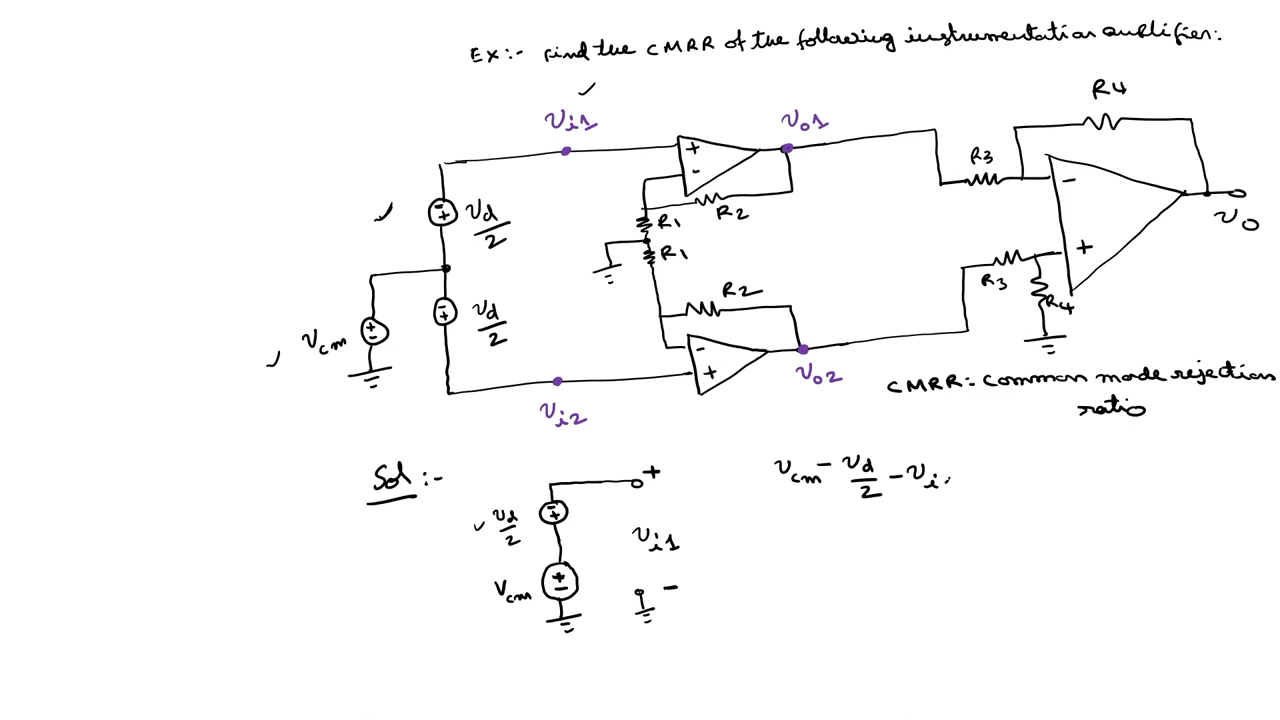 Ex:- Find the CMRR of the following instrumentation amplifier:
R4
vi1
vo1
R3
+
-
-
vd/2
R2
R1
vo
R1
+
R3
R2
R4
vd/2
Vcm
-
+
vo2
CMRR:- Common mode rejection
ratio
vi2
Sol :-
+
vcm - vd/2 - vi
vd/2
vi1
Vcm
-